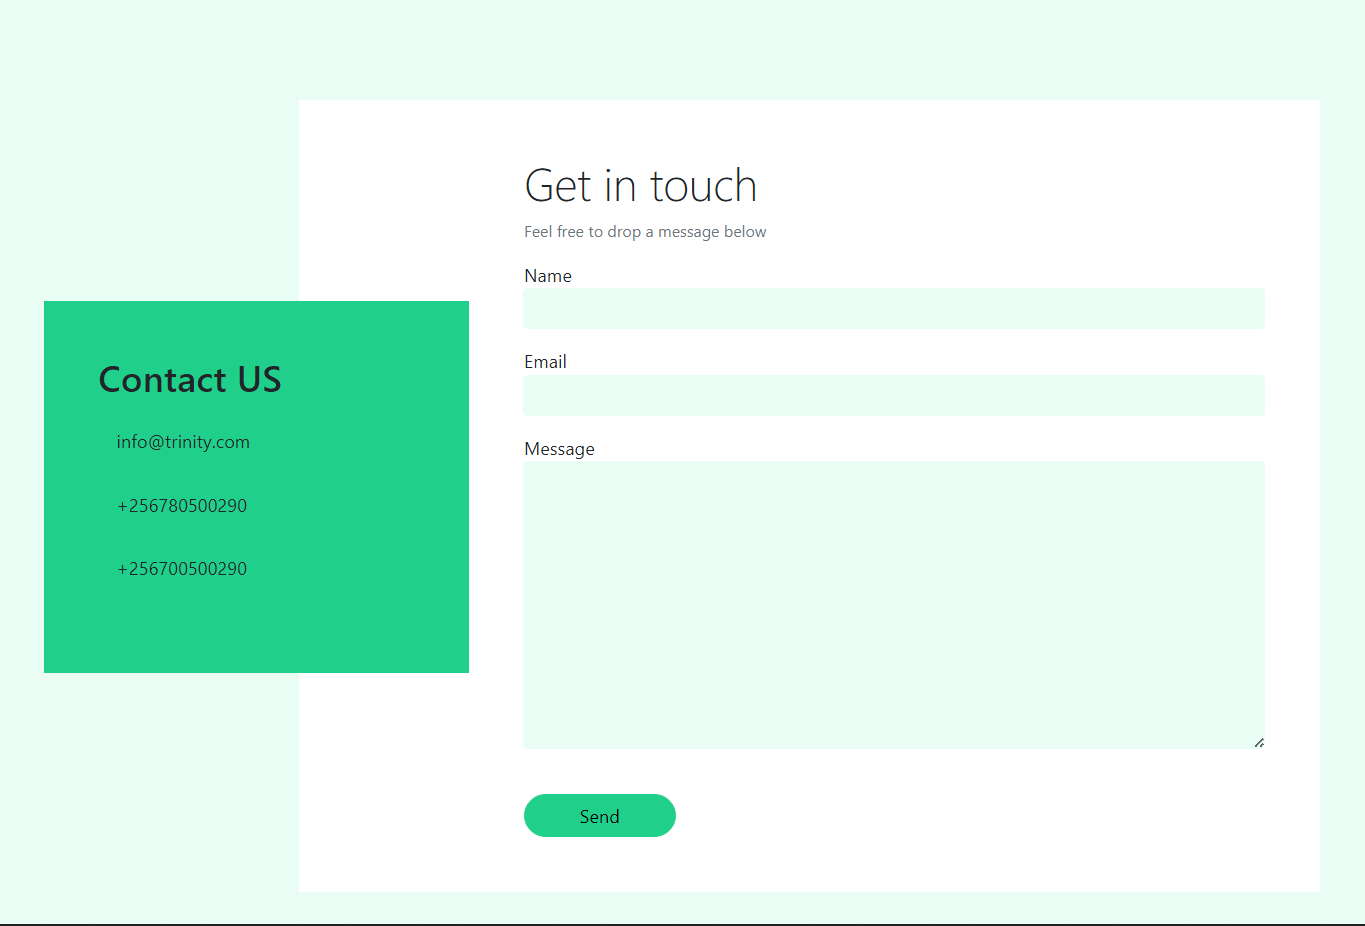 Get in touch
Feel free to drop a message below
Name
Email
Message
Send
Contact US
info@trinity.com
+256780500290
+256700500290